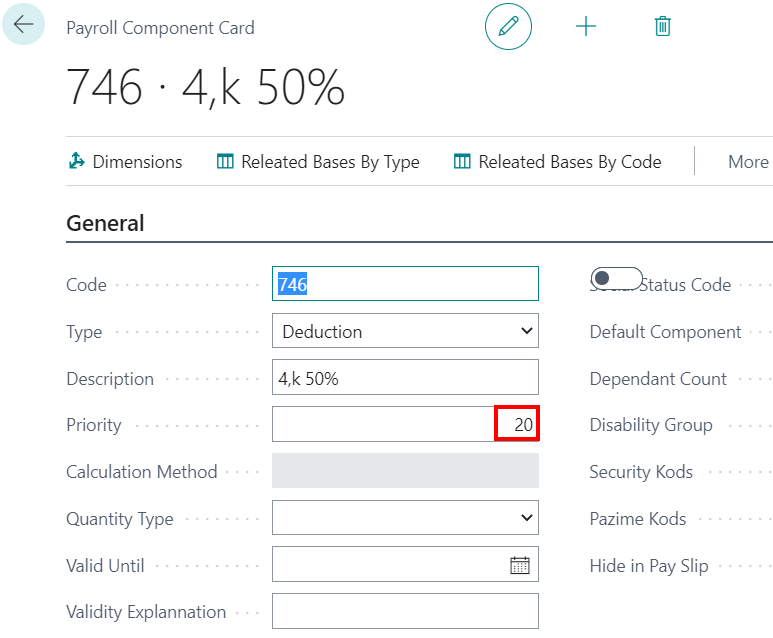 Payroll Component Card
746 · 4,k 50%
Dimensions Releated Bases By Type Releated Bases By Code More
General
Code 746
Type Deduction
Description 4,k 50%
Priority 20
Calculation Method
Quantity Type
Valid Until
Validity Explannation
Status Code
Default Component
Dependant Count
Disability Group
Security Kods
Pazime Kods
Hide in Pay Slip